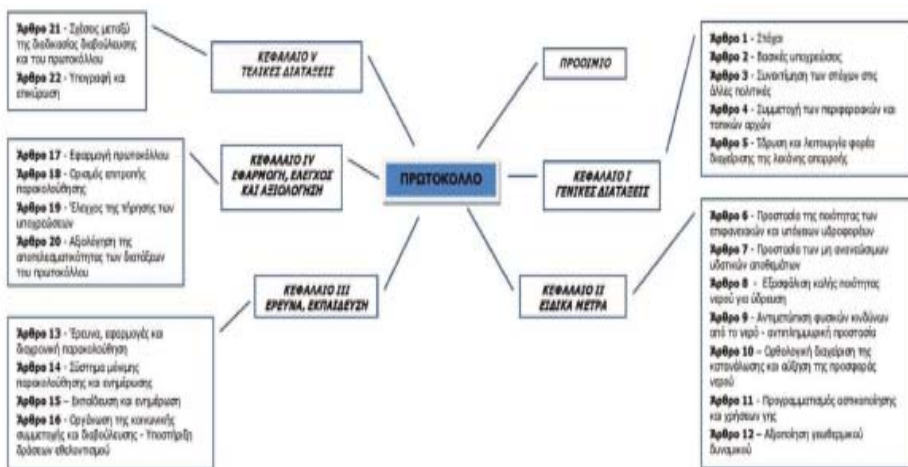 ΠΡΩΤΟΚΟΛΛΟ
ΠΡΟΟΙΜΙΟ
ΚΕΦΑΛΑΙΟ Ι
ΓΕΝΙΚΕΣ ΔΙΑΤΑΞΕΙΣ
Άρθρο 1 - Στόχοι
Άρθρο 2 - Βασικές υποχρεώσεις
Άρθρο 3 - Συνεκτίμηση των στόχων στις
άλλες πολιτικές
Άρθρο 4 - Συμμετοχή των περιφερειακών και
τοπικών αρχών
Άρθρο 5 - Ίδρυση και λειτουργία φορέα
διαχείρισης της λεκάνης απορροής
ΚΕΦΑΛΑΙΟ ΙΙ
ΕΙΔΙΚΑ ΜΕΤΡΑ
Άρθρο 6 - Προστασία της ποιότητας των
επιφανειακών και υπόγειων υδροφορέων
Άρθρο 7 - Προστασία των μη ανανεώσιμων
υδατικών αποθεμάτων
Άρθρο 8 - Εξασφάλιση καλής ποιότητας
νερού για ύδρευση
Άρθρο 9 - Αντιμετώπιση φυσικών κινδύνων
από το νερό - αντιπλημμυρική προστασία
Άρθρο 10 – Ορθολογική διαχείριση της
κατανάλωσης και αύξηση της προσφοράς
νερού
Άρθρο 11 - Προγραμματισμός αστικοποίησης
και χρήσεων γης
Άρθρο 12 – Αξιοποίηση γεωθερμικού
δυναμικού
ΚΕΦΑΛΑΙΟ ΙΙΙ
ΕΡΕΥΝΑ, ΕΚΠΑΙΔΕΥΣΗ
Άρθρο 13 - Έρευνα, εφαρμογές και
διαχρονική παρακολούθηση
Άρθρο 14 - Σύστημα μόνιμης
παρακολούθησης και ενημέρωσης
Άρθρο 15 – Εκπαίδευση και ενημέρωση
Άρθρο 16 - Οργάνωση της κοινωνικής
συμμετοχής και διαβούλευσης - Υποστήριξη
δράσεων εθελοντισμού
ΚΕΦΑΛΑΙΟ IV
ΕΦΑΡΜΟΓΗ, ΕΛΕΓΧΟΣ
ΚΑΙ ΑΞΙΟΛΟΓΗΣΗ
Άρθρο 17 - Εφαρμογή πρωτοκόλλου
Άρθρο 18 - Ορισμός επιτροπής
παρακολούθησης
Άρθρο 19 - Έλεγχος της τήρησης των
υποχρεώσεων
Άρθρο 20 - Αξιολόγηση της
αποτελεσματικότητας των διατάξεων
του πρωτοκόλλου
ΚΕΦΑΛΑΙΟ V
ΤΕΛΙΚΕΣ ΔΙΑΤΑΞΕΙΣ
Άρθρο 21 - Σχέσεις μεταξύ
της διαδικασίας διαβούλευσης
και του πρωτοκόλλου
Άρθρο 22 - Υπογραφή και
επικύρωση